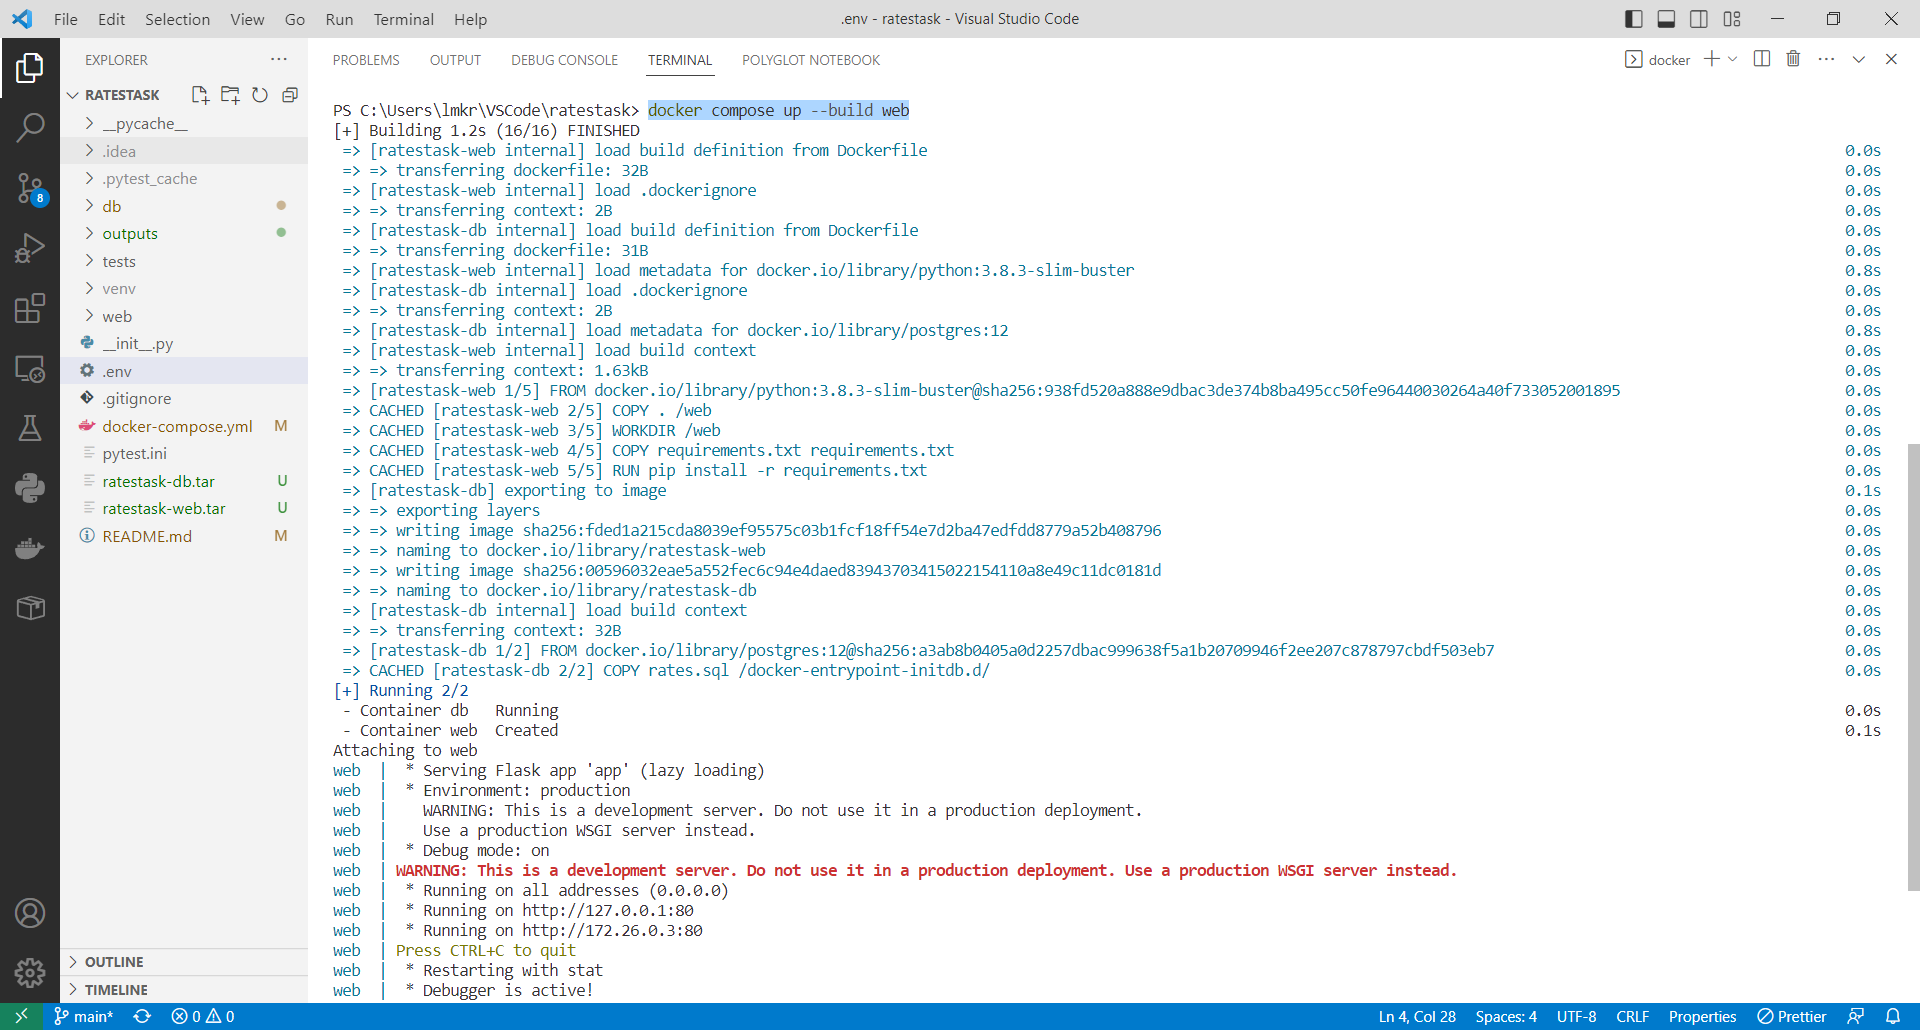 File Edit Selection View Go Run Terminal Help
.env - ratestask - Visual Studio Code
EXPLORER
RATESTASK
__pycache__
.idea
.pytest_cache
db
outputs
tests
venv
web
__init__.py
.env
.gitignore
docker-compose.yml M
pytest.ini
ratestask-db.tar U
ratestask-web.tar U
README.md M
OUTLINE
TIMELINE
8
PROBLEMS OUTPUT DEBUG CONSOLE TERMINAL POLYGLOT NOTEBOOK
docker
PS C:\Users\lmkr\VSCode\ratestask> docker compose up --build web
[+] Building 1.2s (16/16) FINISHED
=> [ratestask-web internal] load build definition from Dockerfile 0.0s
=> => transferring dockerfile: 32B 0.0s
=> [ratestask-web internal] load .dockerignore 0.0s
=> => transferring context: 2B 0.0s
=> [ratestask-db internal] load build definition from Dockerfile 0.0s
=> => transferring dockerfile: 31B 0.0s
=> [ratestask-web internal] load metadata for docker.io/library/python:3.8.3-slim-buster 0.8s
=> [ratestask-db internal] load .dockerignore 0.0s
=> => transferring context: 2B 0.0s
=> [ratestask-db internal] load metadata for docker.io/library/postgres:12 0.8s
=> [ratestask-web internal] load build context 0.0s
=> => transferring context: 1.63kB 0.0s
=> [ratestask-web 1/5] FROM docker.io/library/python:3.8.3-slim-buster@sha256:938fd520a888e9dbac3de374b8ba495cc50fe96440030264a40f733052001895 0.0s
=> CACHED [ratestask-web 2/5] COPY . /web 0.0s
=> CACHED [ratestask-web 3/5] WORKDIR /web 0.0s
=> CACHED [ratestask-web 4/5] COPY requirements.txt requirements.txt 0.0s
=> CACHED [ratestask-web 5/5] RUN pip install -r requirements.txt 0.0s
=> [ratestask-db] exporting to image 0.1s
=> => exporting layers 0.0s
=> => writing image sha256:fded1a215cda8039ef95575c03b1fcf18ff54e7d2ba47edfdd8779a52b408796 0.0s
=> => naming to docker.io/library/ratestask-web 0.0s
=> => writing image sha256:00596032eae5a552fec6c94e4daed83943703415022154110a8e49c11dc0181d 0.0s
=> => naming to docker.io/library/ratestask-db 0.0s
=> [ratestask-db internal] load build context 0.0s
=> => transferring context: 32B 0.0s
=> [ratestask-db 1/2] FROM docker.io/library/postgres:12@sha256:a3ab8b0405a0d2257dbac999638f5a1b20709946f2ee207c878797cbdf503eb7 0.0s
=> CACHED [ratestask-db 2/2] COPY rates.sql /docker-entrypoint-initdb.d/ 0.0s
[+] Running 2/2
- Container db Running 0.0s
- Container web Created 0.1s
Attaching to web
web | * Serving Flask app 'app' (lazy loading)
web | * Environment: production
web | WARNING: This is a development server. Do not use it in a production deployment.
web | Use a production WSGI server instead.
web | * Debug mode: on
web | WARNING: This is a development server. Do not use it in a production deployment. Use a production WSGI server instead.
web | * Running on all addresses (0.0.0.0)
web | * Running on http://127.0.0.1:80
web | * Running on http://172.26.0.3:80
web | Press CTRL+C to quit
web | * Restarting with stat
web | * Debugger is active!
main* 0 0 Ln 4, Col 28 Spaces: 4 UTF-8 CRLF Properties Prettier